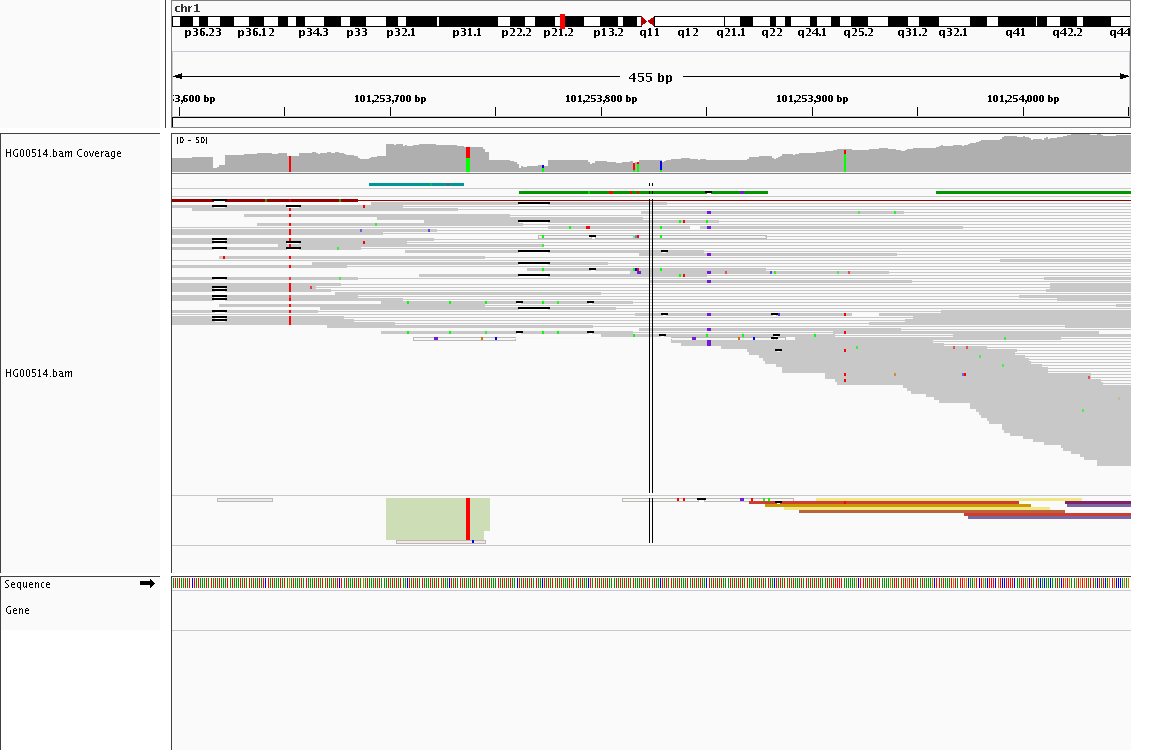 chr1
p36.23 p36.12 p34.3 p33 p32.1 p31.1 p22.2 p21.2 p13.2 q11 q12 q21.1 q22 q24.1 q25.2 q31.2 q32.1 q41 q42.2 q44
455 bp
3,600 bp 101,253,700 bp 101,253,800 bp 101,253,900 bp 101,254,000 bp
[0 - 50]
HG00514.bam Coverage
HG00514.bam
Sequence
Gene